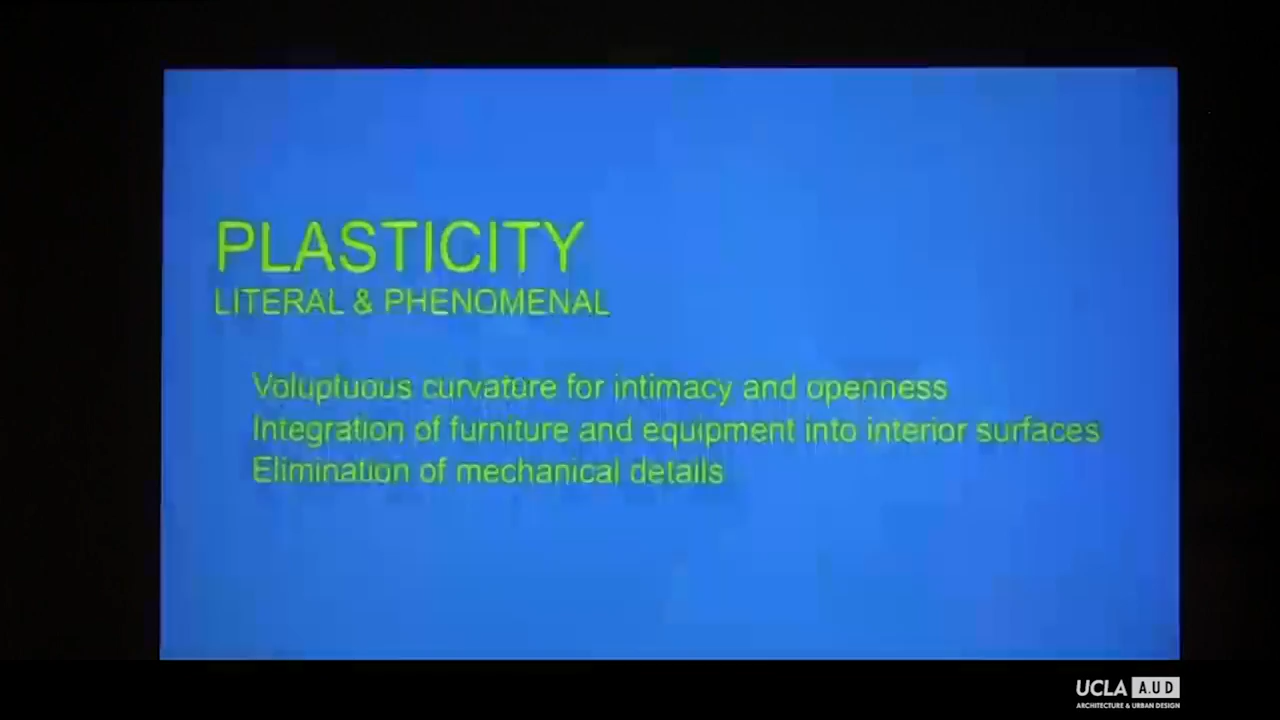 PLASTICITY
LITERAL & PHENOMENAL
Voluptuous curvature for intimacy and openness
Integration of furniture and equipment into interior surfaces
Elimination of mechanical details
UCLA A.U D
ARCHITECTURE & URBAN DESIGN